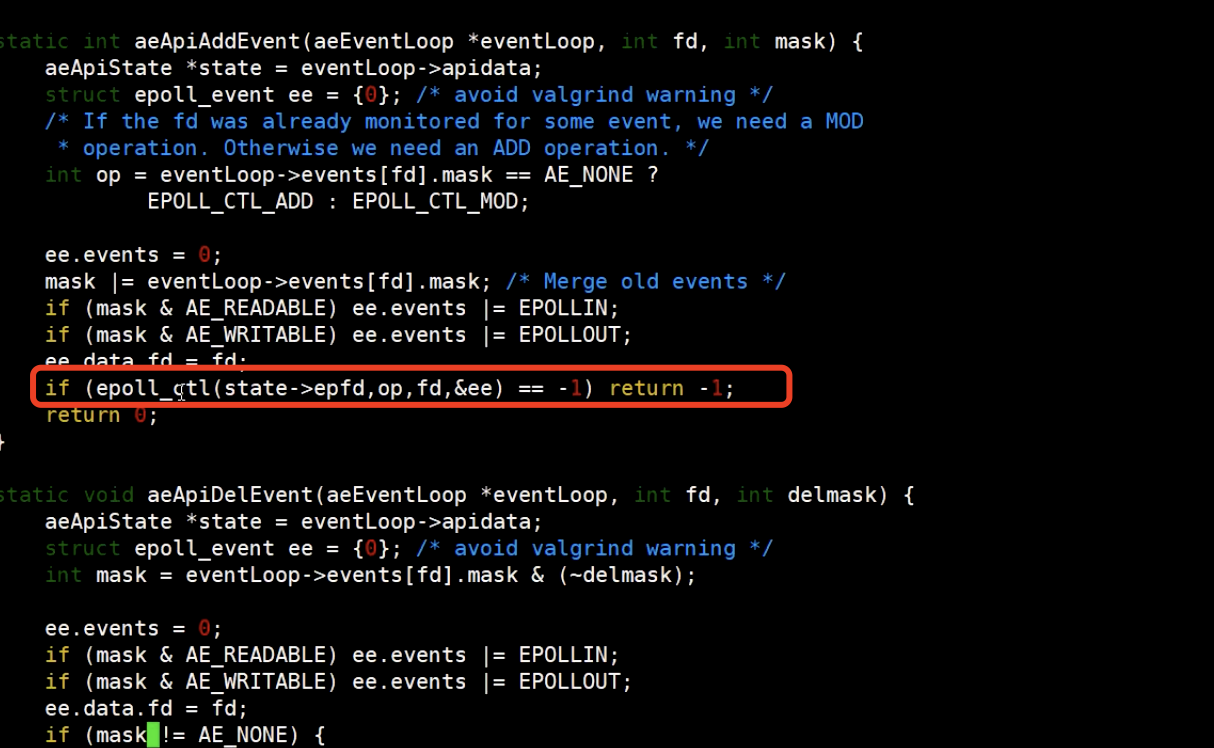 static int aeApiAddEvent(aeEventLoop *eventLoop, int fd, int mask) {
    aeApiState *state = eventLoop->apidata;
    struct epoll_event ee = {0}; /* avoid valgrind warning */
    /* If the fd was already monitored for some event, we need a MOD
     * operation. Otherwise we need an ADD operation. */
    int op = eventLoop->events[fd].mask == AE_NONE ?
            EPOLL_CTL_ADD : EPOLL_CTL_MOD;

    ee.events = 0;
    mask |= eventLoop->events[fd].mask; /* Merge old events */
    if (mask & AE_READABLE) ee.events |= EPOLLIN;
    if (mask & AE_WRITABLE) ee.events |= EPOLLOUT;
    ee.data.fd = fd;
    if (epoll_ctl(state->epfd,op,fd,&ee) == -1) return -1;
    return 0;
}

static void aeApiDelEvent(aeEventLoop *eventLoop, int fd, int delmask) {
    aeApiState *state = eventLoop->apidata;
    struct epoll_event ee = {0}; /* avoid valgrind warning */
    int mask = eventLoop->events[fd].mask & (~delmask);

    ee.events = 0;
    if (mask & AE_READABLE) ee.events |= EPOLLIN;
    if (mask & AE_WRITABLE) ee.events |= EPOLLOUT;
    ee.data.fd = fd;
    if (mask != AE_NONE) {